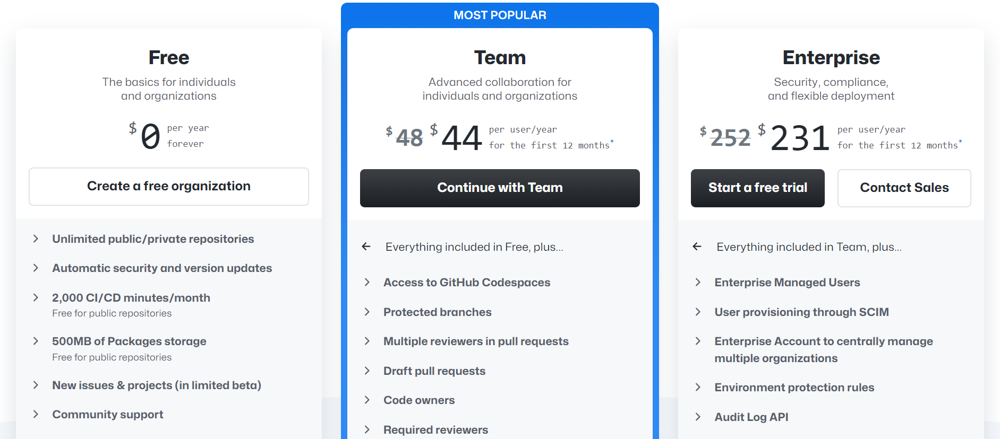 MOST POPULAR
Free
The basics for individuals
and organizations
$0 per year
forever
Create a free organization
Unlimited public/private repositories
Automatic security and version updates
2,000 CI/CD minutes/month
Free for public repositories
500MB of Packages storage
Free for public repositories
New issues & projects (in limited beta)
Community support
Team
Advanced collaboration for
individuals and organizations
$48 $44 per user/year
for the first 12 months*
Continue with Team
Everything included in Free, plus...
Access to GitHub Codespaces
Protected branches
Multiple reviewers in pull requests
Draft pull requests
Code owners
Required reviewers
Enterprise
Security, compliance,
and flexible deployment
$252 $231 per user/year
for the first 12 months*
Start a free trial
Contact Sales
Everything included in Team, plus...
Enterprise Managed Users
User provisioning through SCIM
Enterprise Account to centrally manage
multiple organizations
Environment protection rules
Audit Log API